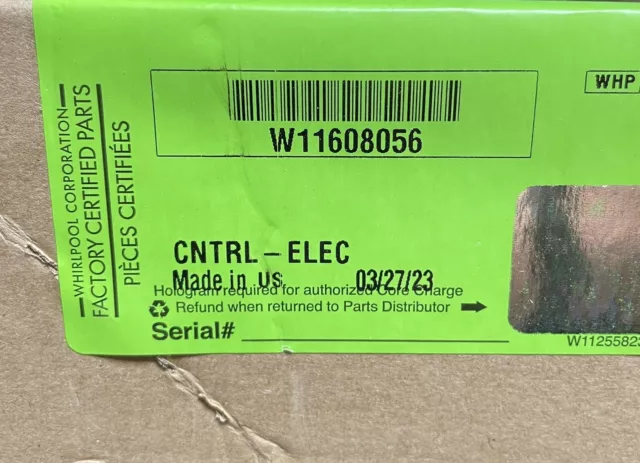 WHIRLPOOL CORPORATION
FACTORY CERTIFIED PARTS
PIÈCES CERTIFIÉES
WHP
W11608056
CNTRL – ELEC
Made in US 03/27/23
Hologram required for authorized Core Charge
Refund when returned to Parts Distributor
Serial#
W1125582